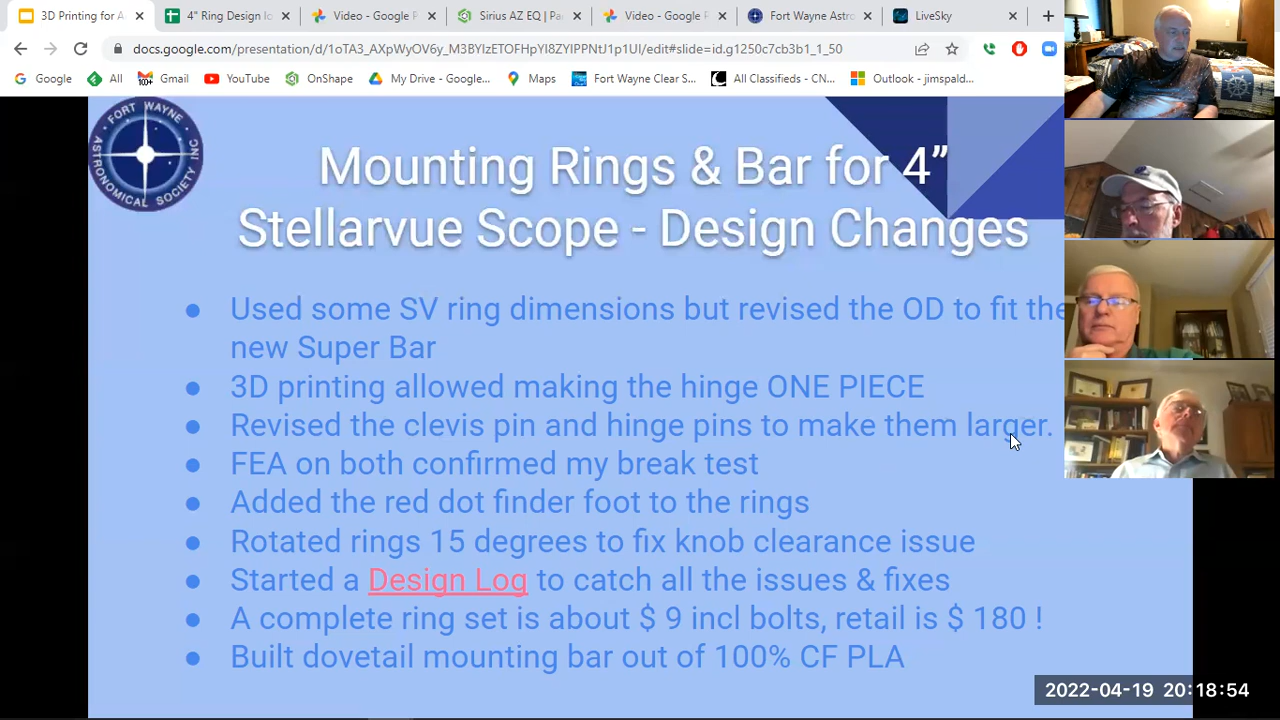 3D Printing for A
4" Ring Design Io
Video - Google P
Sirius AZ EQ | Pa
Video - Google P
Fort Wayne Astro
LiveSky
docs.google.com/presentation/d/1oTA3_AXpWyOV6y_M3BYIzETOFHpYl8ZYIPPNtJ1p1UI/edit#slide=id.g1250c7cb3b1_1_50
Google
All
100+
Gmail
YouTube
OnShape
My Drive - Google...
Maps
Fort Wayne Clear S...
All Classifieds - CN...
Outlook - jimspald...
FORT WAYNE
ASTRONOMICAL SOCIETY INC
Mounting Rings & Bar for 4”
Stellarvue Scope - Design Changes
● Used some SV ring dimensions but revised the OD to fit the
new Super Bar
● 3D printing allowed making the hinge ONE PIECE
● Revised the clevis pin and hinge pins to make them larger.
● FEA on both confirmed my break test
● Added the red dot finder foot to the rings
● Rotated rings 15 degrees to fix knob clearance issue
● Started a Design Log to catch all the issues & fixes
● A complete ring set is about $ 9 incl bolts, retail is $ 180 !
● Built dovetail mounting bar out of 100% CF PLA
2022-04-19 20:18:54